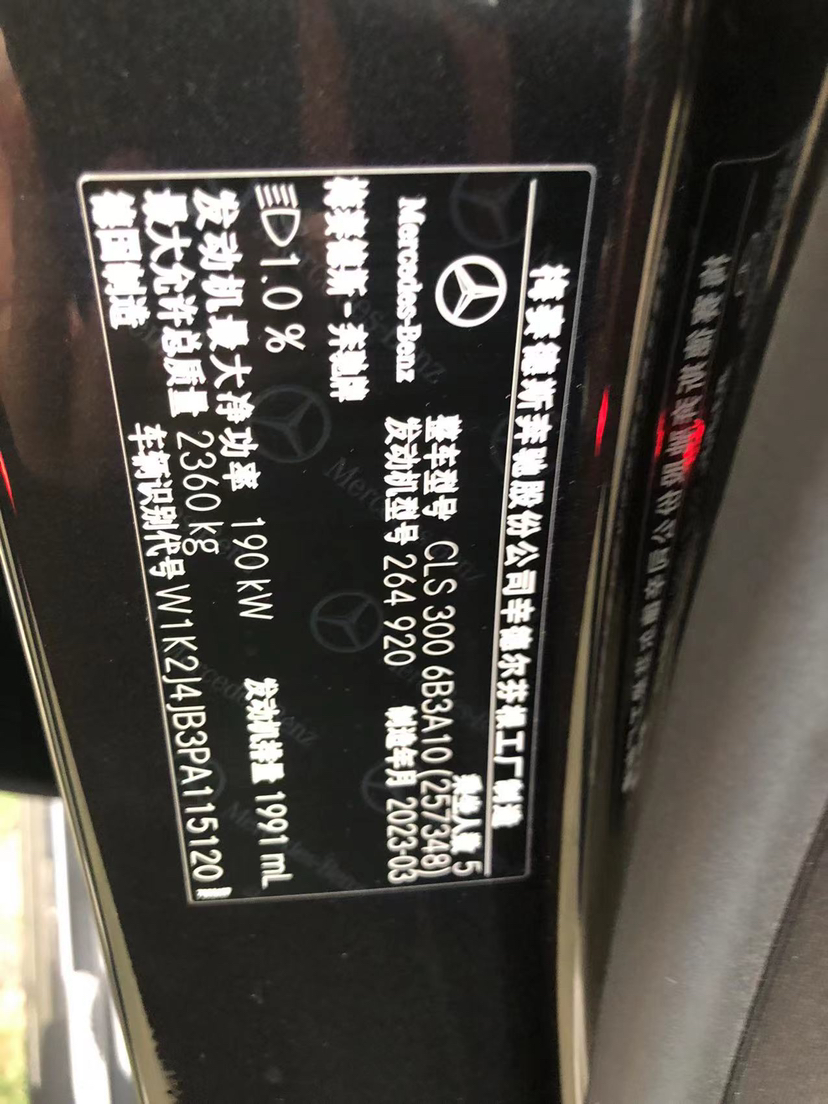 梅赛德斯奔驰股份公司辛德尔芬根工厂制造
Mercedes-Benz
梅赛德斯-奔驰牌
乘坐人数 5
整车型号 CLS 300 6B3A10 (257348)
发动机型号 264 920
制造年月 2023-03
1.0 %
发动机最大净功率 190 kW
发动机排量 1991 mL
最大允许总质量 2360 kg
德国制造
车辆识别代号 W1K2J4JB3PA115120